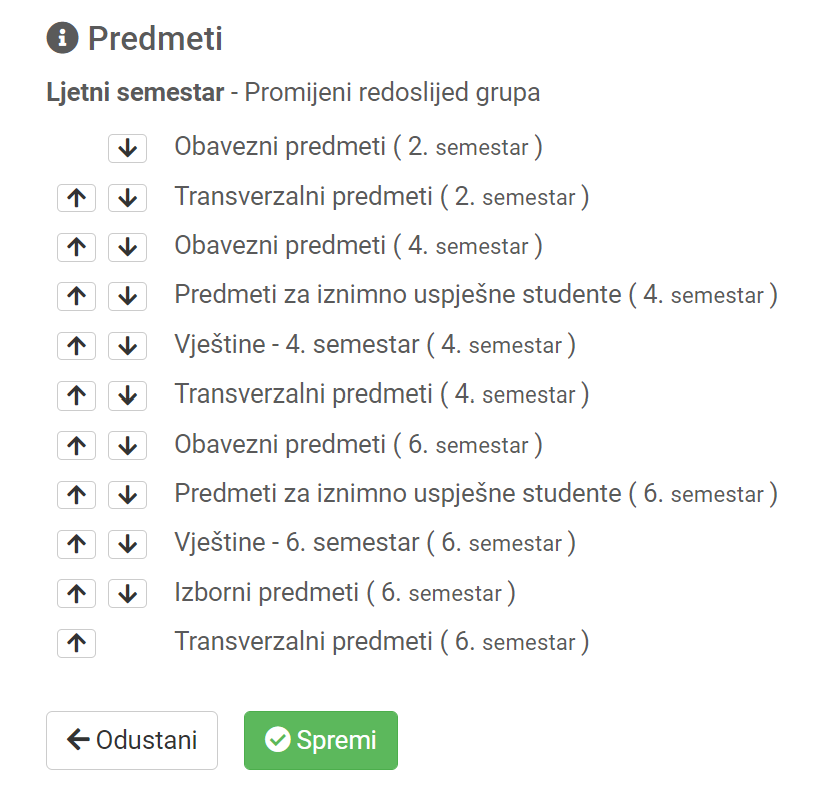 Predmeti
Ljetni semestar - Promijeni redoslijed grupa
Obavezni predmeti ( 2. semestar )
Transverzalni predmeti ( 2. semestar )
Obavezni predmeti ( 4. semestar )
Predmeti za iznimno uspješne studente ( 4. semestar )
Vještine - 4. semestar ( 4. semestar )
Transverzalni predmeti ( 4. semestar )
Obavezni predmeti ( 6. semestar )
Predmeti za iznimno uspješne studente ( 6. semestar )
Vještine - 6. semestar ( 6. semestar )
Izborni predmeti ( 6. semestar )
Transverzalni predmeti ( 6. semestar )
Odustani Spremi